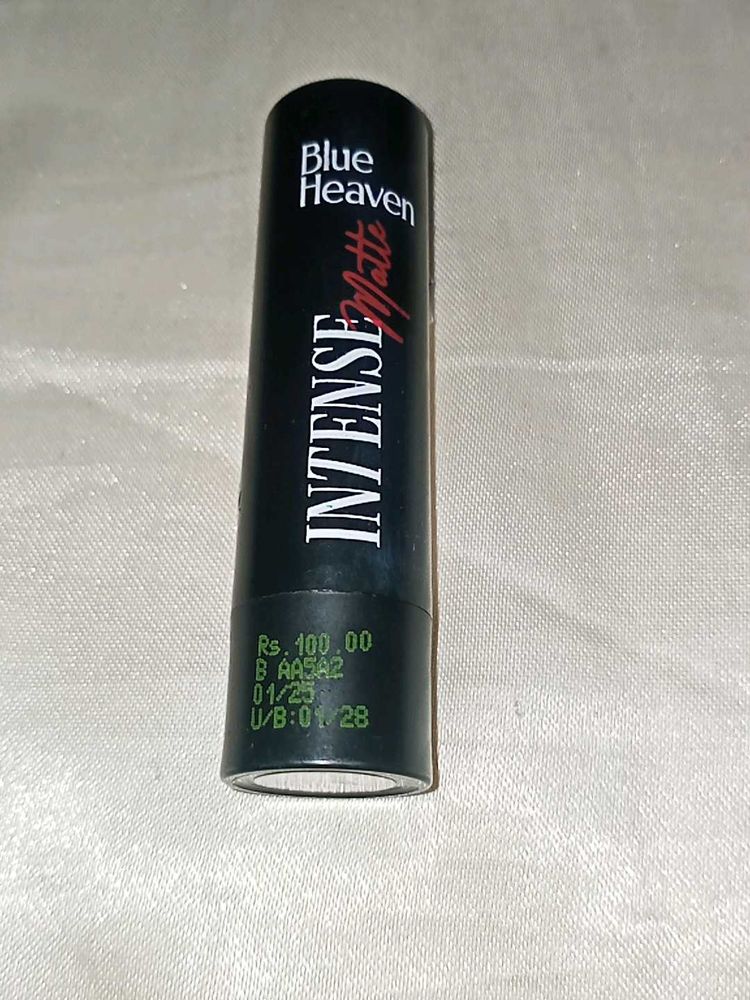 Blue
Heaven
INTENSE
Matte
Rs.100.00
B AA5A2
01/25
U/B:01/28